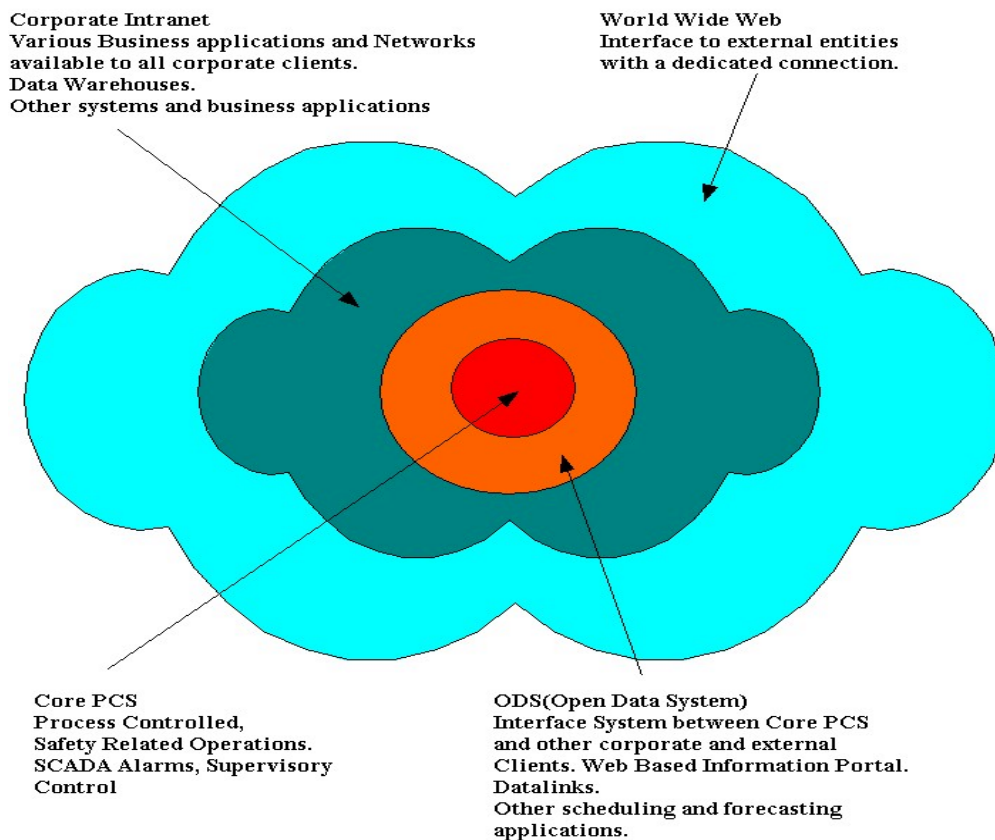 Corporate Intranet
Various Business applications and Networks
available to all corporate clients.
Data Warehouses.
Other systems and business applications
World Wide Web
Interface to external entities
with a dedicated connection.
Core PCS
Process Controlled,
Safety Related Operations.
SCADA Alarms, Supervisory
Control
ODS(Open Data System)
Interface System between Core PCS
and other corporate and external
Clients. Web Based Information Portal.
Datalinks.
Other scheduling and forecasting
applications.